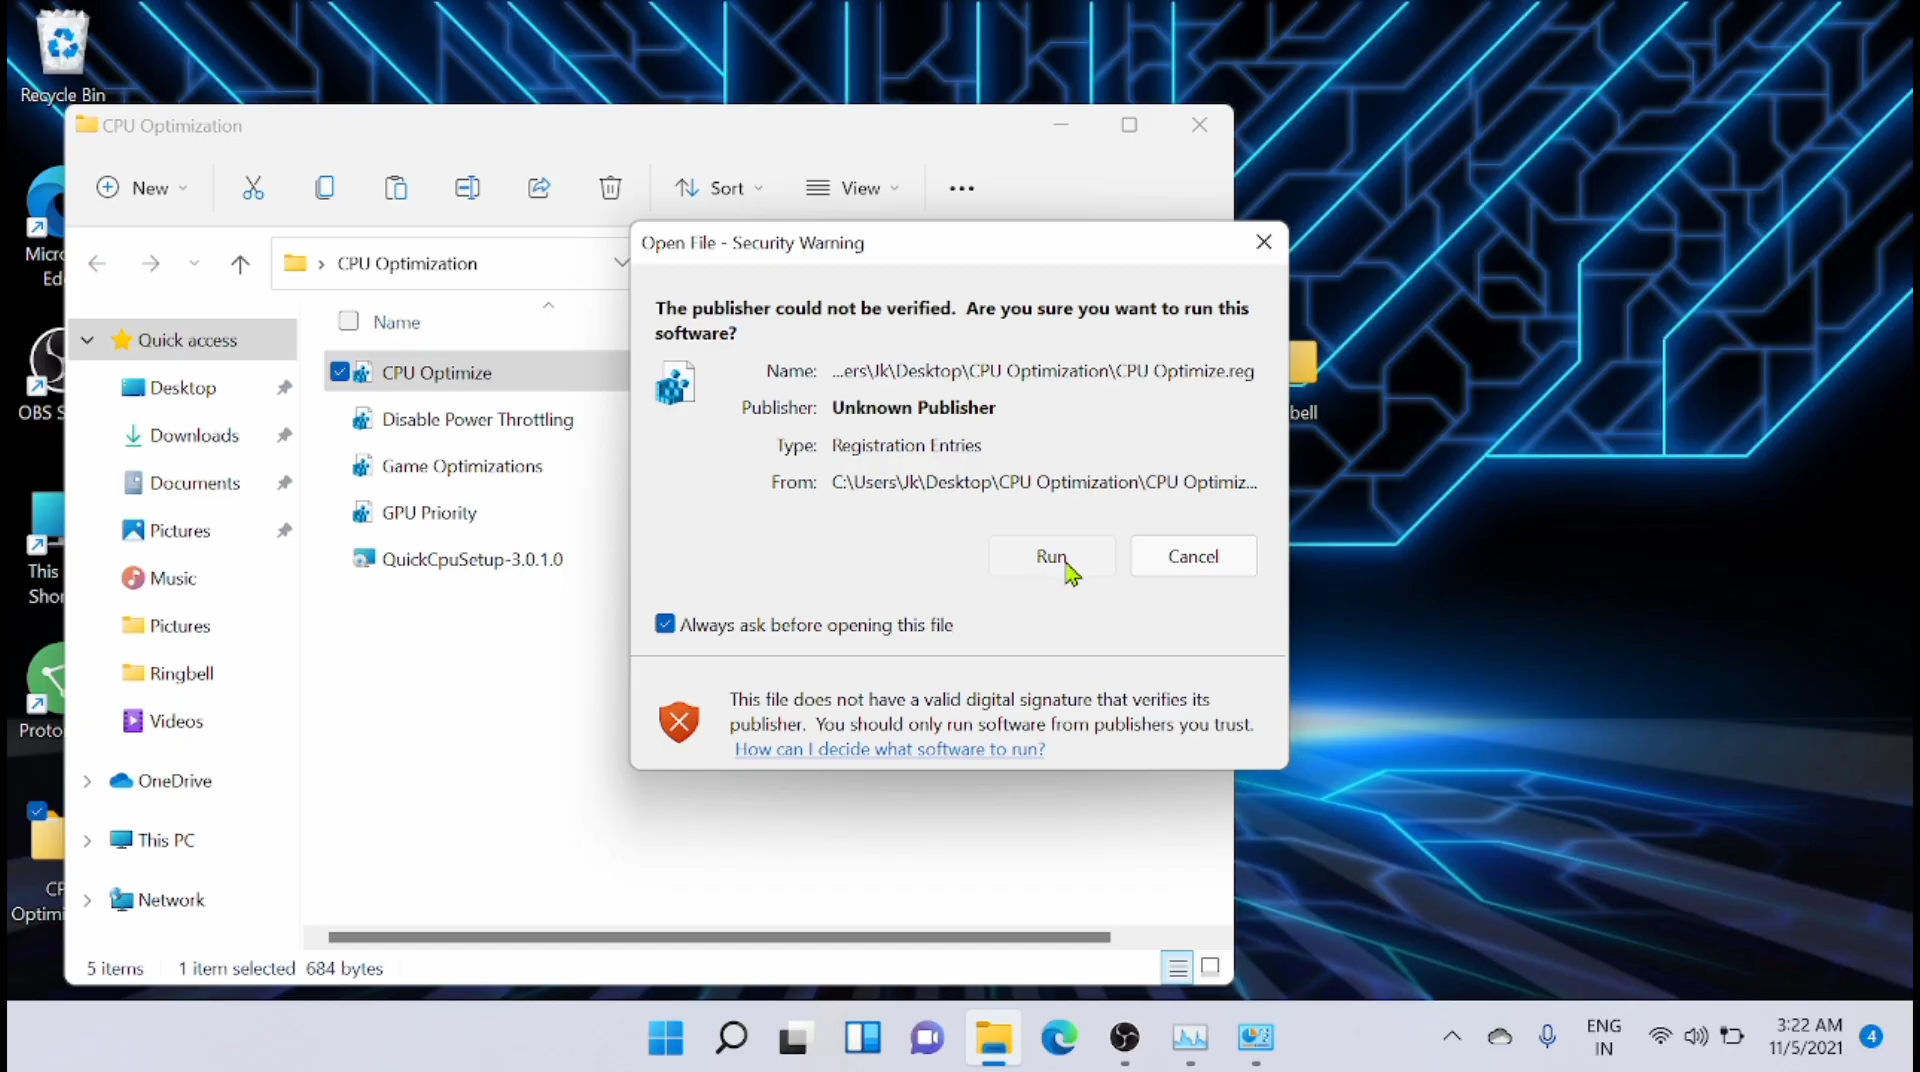 Recycle Bin
CPU Optimization
New
Sort
View
CPU Optimization
Name
Quick access
Desktop
Downloads
Documents
Pictures
Music
Pictures
Ringbell
Videos
OneDrive
This PC
Network
CPU Optimize
Disable Power Throttling
Game Optimizations
GPU Priority
QuickCpuSetup-3.0.1.0
5 items 1 item selected 684 bytes
Open File - Security Warning
The publisher could not be verified. Are you sure you want to run this
software?
Name: ...ers\Jk\Desktop\CPU Optimization\CPU Optimize.reg
Publisher: Unknown Publisher
Type: Registration Entries
From: C:\Users\Jk\Desktop\CPU Optimization\CPU Optimiz...
Run
Cancel
Always ask before opening this file
This file does not have a valid digital signature that verifies its
publisher. You should only run software from publishers you trust.
How can I decide what software to run?
Micro
Ed
OBS S
This
Shor
Proto
CP
Optimi
bell
ENG
IN
3:22 AM
11/5/2021
4